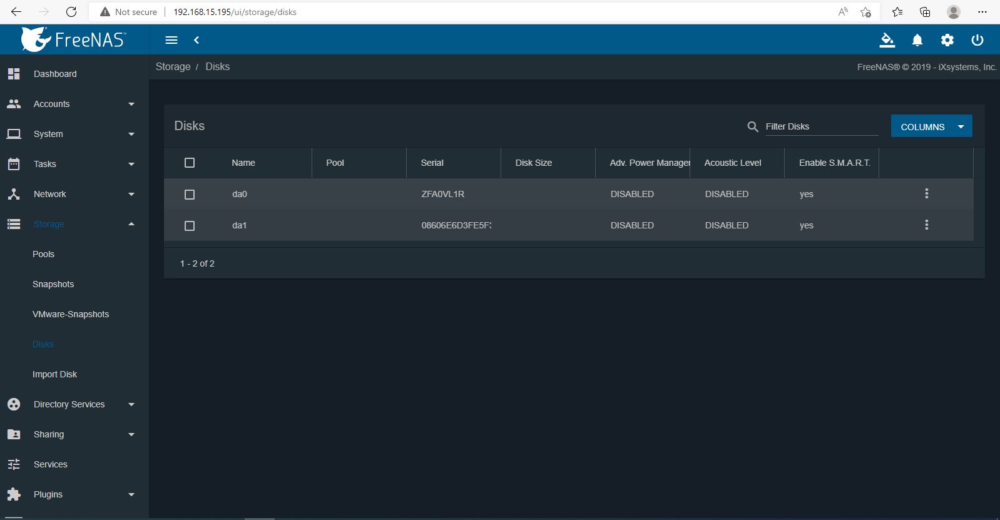 Not secure 192.168.15.195/ui/storage/disks
FreeNAS
Storage / Disks
FreeNAS® © 2019 - iXsystems, Inc.
Dashboard
Accounts
System
Tasks
Network
Storage
Pools
Snapshots
VMware-Snapshots
Disks
Import Disk
Directory Services
Sharing
Services
Plugins
Disks
Filter Disks
COLUMNS
Name Pool Serial Disk Size Adv. Power Manager Acoustic Level Enable S.M.A.R.T.
da0 ZFA0VL1R DISABLED DISABLED yes
da1 08606E6D3FE5F DISABLED DISABLED yes
1 - 2 of 2